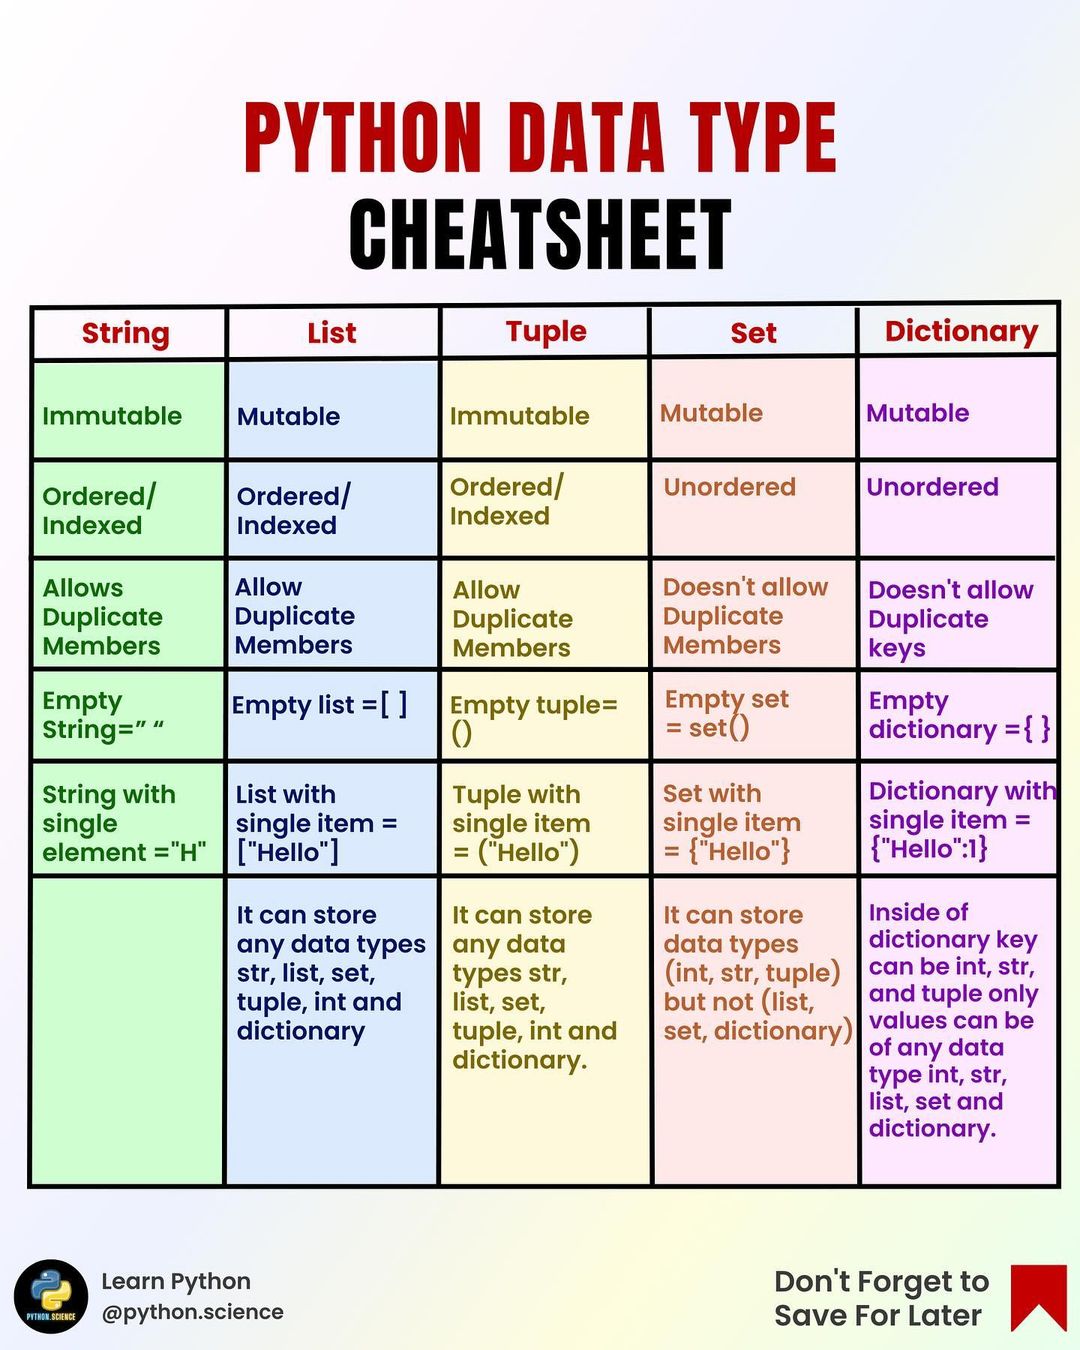 PYTHON DATA TYPE
CHEATSHEET
String
List
Tuple
Set
Dictionary
Immutable
Mutable
Immutable
Mutable
Mutable
Ordered/
Indexed
Ordered/
Indexed
Ordered/
Indexed
Unordered
Unordered
Allows
Duplicate
Members
Allow
Duplicate
Members
Allow
Duplicate
Members
Doesn't allow
Duplicate
Members
Doesn't allow
Duplicate
keys
Empty
String=” “
Empty list =[ ]
Empty tuple=
()
Empty set
= set()
Empty
dictionary ={ }
String with
single
element ="H"
List with
single item =
["Hello"]
Tuple with
single item
= ("Hello")
Set with
single item
= {"Hello"}
Dictionary with
single item =
{"Hello":1}
It can store
any data types
str, list, set,
tuple, int and
dictionary
It can store
any data
types str,
list, set,
tuple, int and
dictionary.
It can store
data types
(int, str, tuple)
but not (list,
set, dictionary)
Inside of
dictionary key
can be int, str,
and tuple only
values can be
of any data
type int, str,
list, set and
dictionary.
PYTHON.SCIENCE
Learn Python
@python.science
Don't Forget to
Save For Later